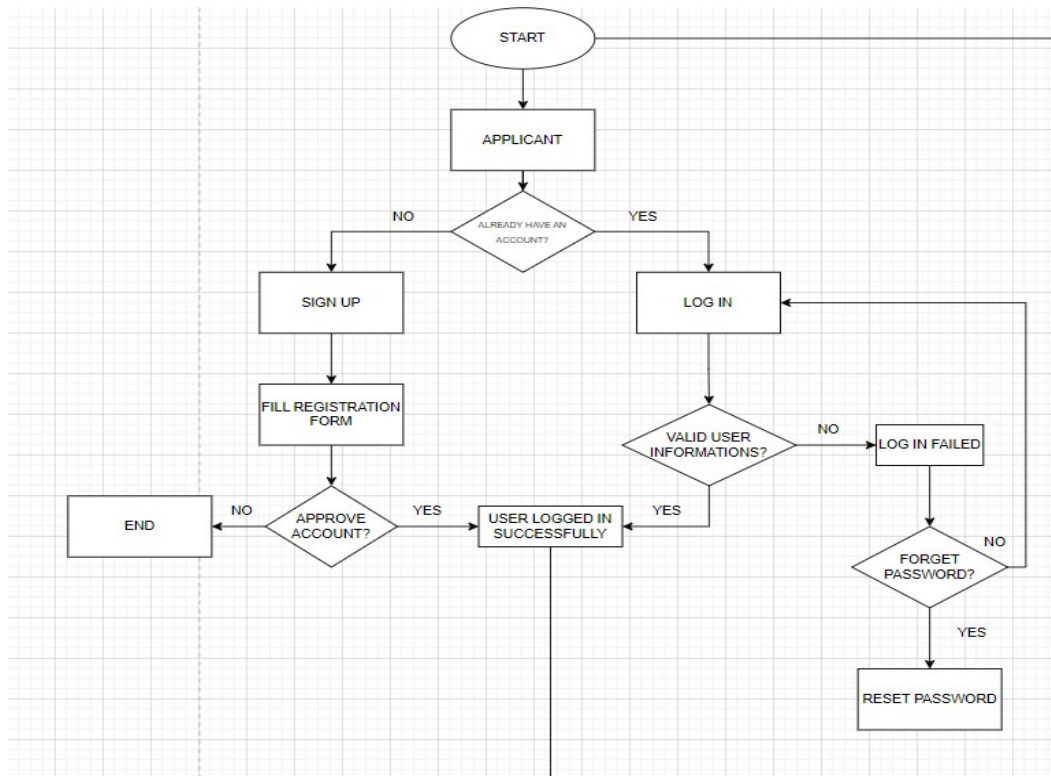 START
APPLICANT
NO
YES
ALREADY HAVE AN
ACCOUNT?
SIGN UP
LOG IN
FILL REGISTRATION
FORM
VALID USER
INFORMATIONS?
NO
LOG IN FAILED
END
NO
APPROVE
ACCOUNT?
YES
USER LOGGED IN
SUCCESSFULLY
YES
FORGET
PASSWORD?
NO
YES
RESET PASSWORD